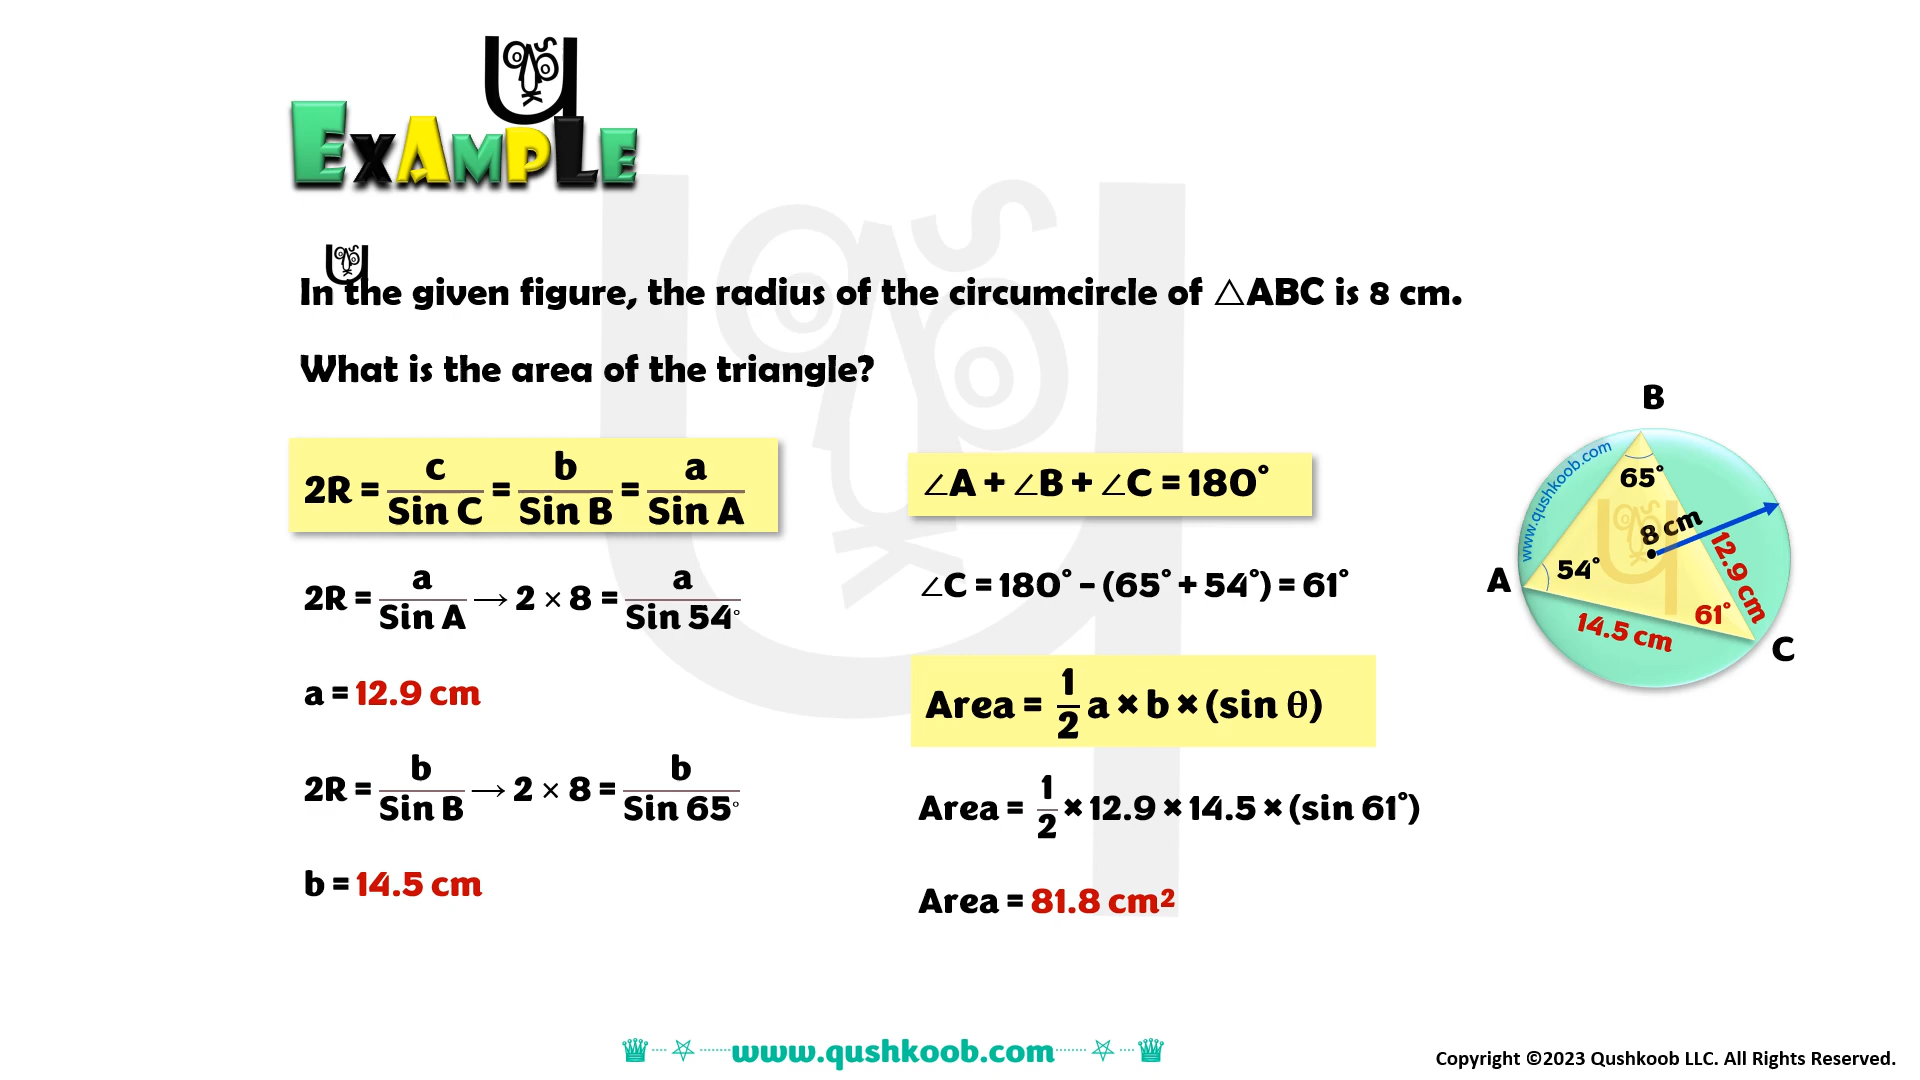 ExAMPLE
In the given figure, the radius of the circumcircle of △ABC is 8 cm.
What is the area of the triangle?
2R = c/Sin C = b/Sin B = a/Sin A
2R = a/Sin A → 2 × 8 = a/Sin 54°
a = 12.9 cm
2R = b/Sin B → 2 × 8 = b/Sin 65°
b = 14.5 cm
∠A + ∠B + ∠C = 180°
∠C = 180° – (65° + 54°) = 61°
Area = 1/2 a × b × (sin θ)
Area = 1/2 × 12.9 × 14.5 × (sin 61°)
Area = 81.8 cm²
B
www.qushkoob.com
65°
8 cm
12.9 cm
A
54°
61°
14.5 cm
C
www.qushkoob.com
Copyright ©2023 Qushkoob LLC. All Rights Reserved.